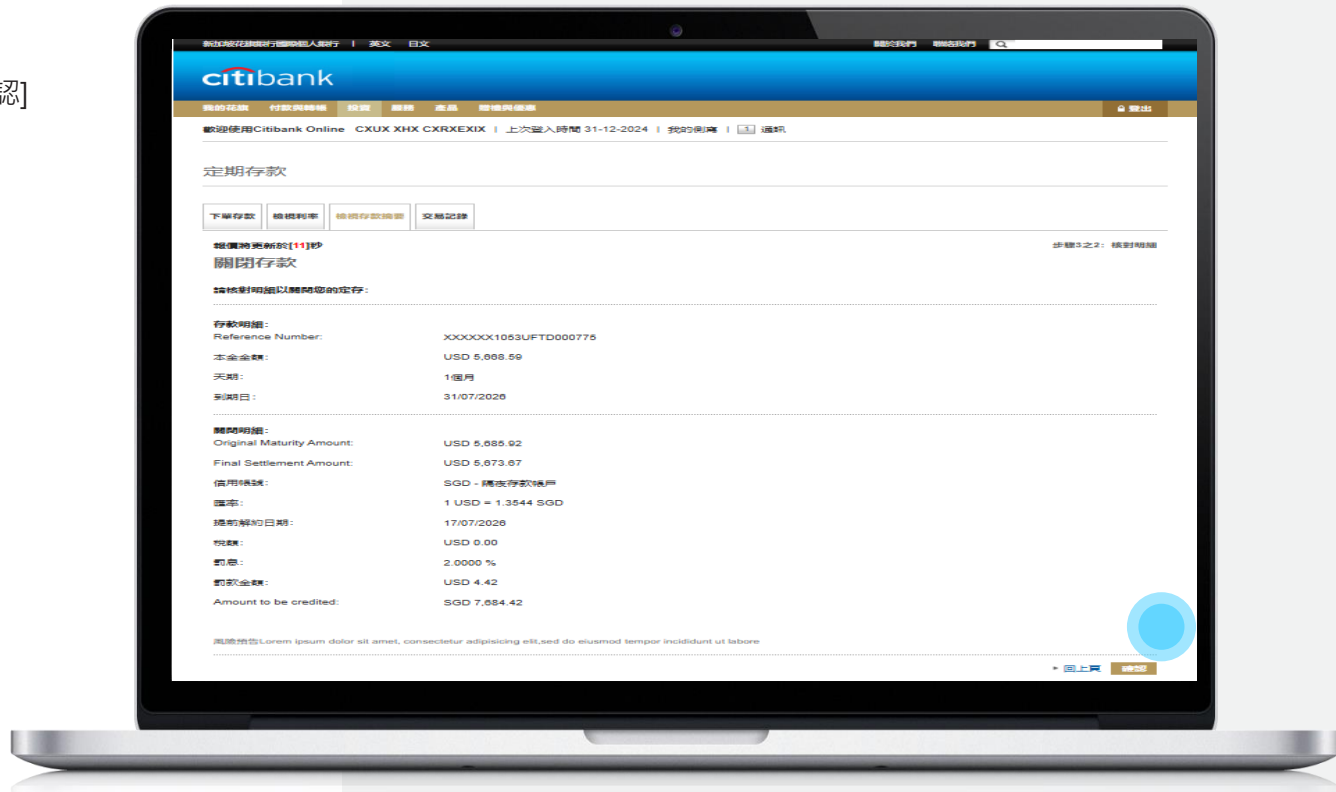 認]
新加坡花旗銀行國際個人銀行 | 英文 日文 關於我們 聯絡我們
citibank
我的花旗 付款與轉帳 投資 服務 產品 禮遇與優惠 登出
歡迎使用Citibank Online CXUX XHX CXRXEXIX | 上次登入時間 31-12-2024 | 我的側寫 | 1 通訊
定期存款
下單存款 檢視利率 檢視存款摘要 交易記錄
報價將更新於[11]秒 步驟3之2: 核對明細
關閉存款
請核對明細以關閉您的定存:
存款明細:
Reference Number: XXXXXX1053UFTD000775
本金金額: USD 5,668.59
天期: 1個月
到期日: 31/07/2026
關閉明細:
Original Maturity Amount: USD 5,685.92
Final Settlement Amount: USD 5,673.67
信用帳號: SGD - 隔夜存款帳戶
匯率: 1 USD = 1.3544 SGD
提前解約日期: 17/07/2026
稅額: USD 0.00
罰息: 2.0000 %
罰款金額: USD 4.42
Amount to be credited: SGD 7,684.42
風險預告Lorem ipsum dolor sit amet, consectetur adipisicing elit,sed do eiusmod tempor incididunt ut labore
回上頁 確認